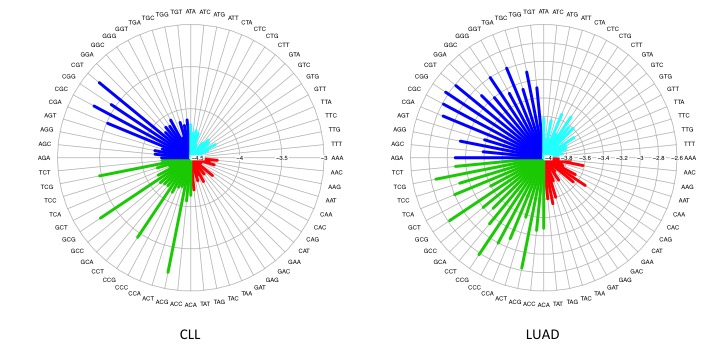 TGA TGC TGG TGT ATA ATC ATG ATT CTA
GGT CTC
GGG CTG
GGC CTT
GGA GTA
CGT GTC
CGG GTG
CGC GTT
CGA TTA
AGT TTC
AGG TTG
AGC TTT
AGA −4.5 −4 −3.5 −3 AAA
TCT AAC
TCG AAG
TCC AAT
TCA CAA
GCT CAC
GCG CAG
GCC CAT
GCA GAA
CCT GAC
CCG GAG
CCC GAT
CCA TAA
ACT ACG ACC ACA TAT TAG TAC
CLL
TGA TGC TGG TGT ATA ATC ATG ATT CTA
GGT CTC
GGG CTG
GGC CTT
GGA GTA
CGT GTC
CGG GTG
CGC GTT
CGA TTA
AGT TTC
AGG TTG
AGC TTT
AGA −4 −3.8 −3.6 −3.4 −3.2 −3 −2.8 −2.6 AAA
TCT AAC
TCG AAG
TCC AAT
TCA CAA
GCT CAC
GCG CAG
GCC CAT
GCA GAA
CCT GAC
CCG GAG
CCC GAT
CCA TAA
ACT ACG ACC ACA TAT TAG TAC
LUAD